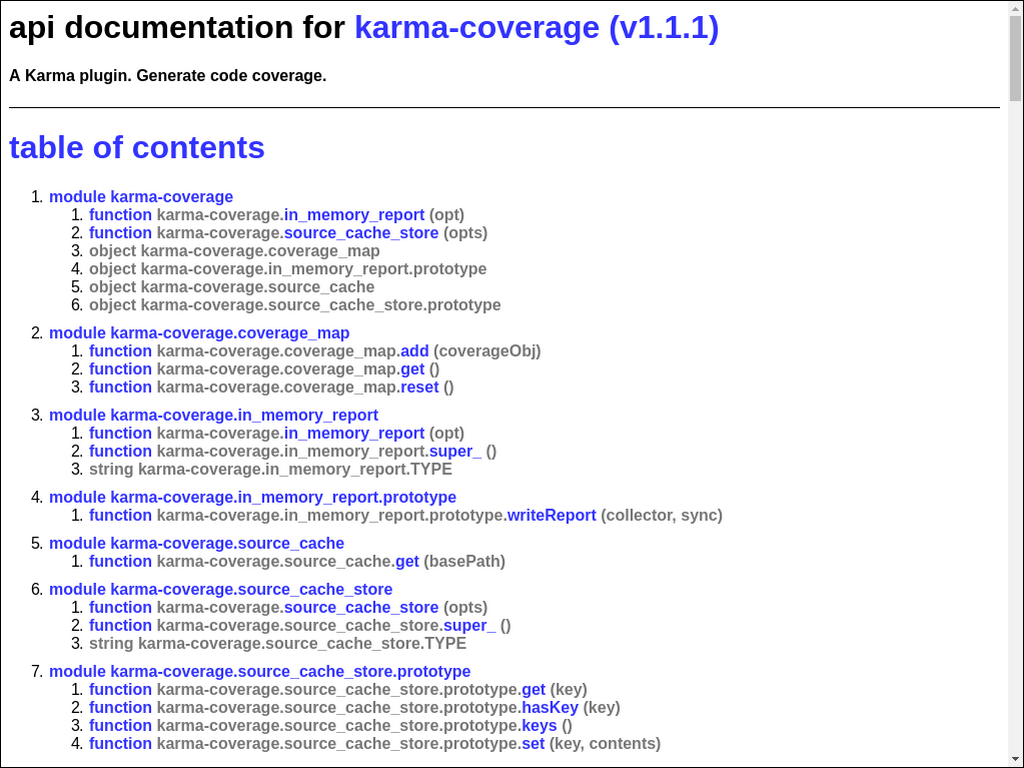 api documentation for karma-coverage (v1.1.1)
A Karma plugin. Generate code coverage.
table of contents
1. module karma-coverage
1. function karma-coverage.in_memory_report (opt)
2. function karma-coverage.source_cache_store (opts)
3. object karma-coverage.coverage_map
4. object karma-coverage.in_memory_report.prototype
5. object karma-coverage.source_cache
6. object karma-coverage.source_cache_store.prototype
2. module karma-coverage.coverage_map
1. function karma-coverage.coverage_map.add (coverageObj)
2. function karma-coverage.coverage_map.get ()
3. function karma-coverage.coverage_map.reset ()
3. module karma-coverage.in_memory_report
1. function karma-coverage.in_memory_report (opt)
2. function karma-coverage.in_memory_report.super_ ()
3. string karma-coverage.in_memory_report.TYPE
4. module karma-coverage.in_memory_report.prototype
1. function karma-coverage.in_memory_report.prototype.writeReport (collector, sync)
5. module karma-coverage.source_cache
1. function karma-coverage.source_cache.get (basePath)
6. module karma-coverage.source_cache_store
1. function karma-coverage.source_cache_store (opts)
2. function karma-coverage.source_cache_store.super_ ()
3. string karma-coverage.source_cache_store.TYPE
7. module karma-coverage.source_cache_store.prototype
1. function karma-coverage.source_cache_store.prototype.get (key)
2. function karma-coverage.source_cache_store.prototype.hasKey (key)
3. function karma-coverage.source_cache_store.prototype.keys ()
4. function karma-coverage.source_cache_store.prototype.set (key, contents)